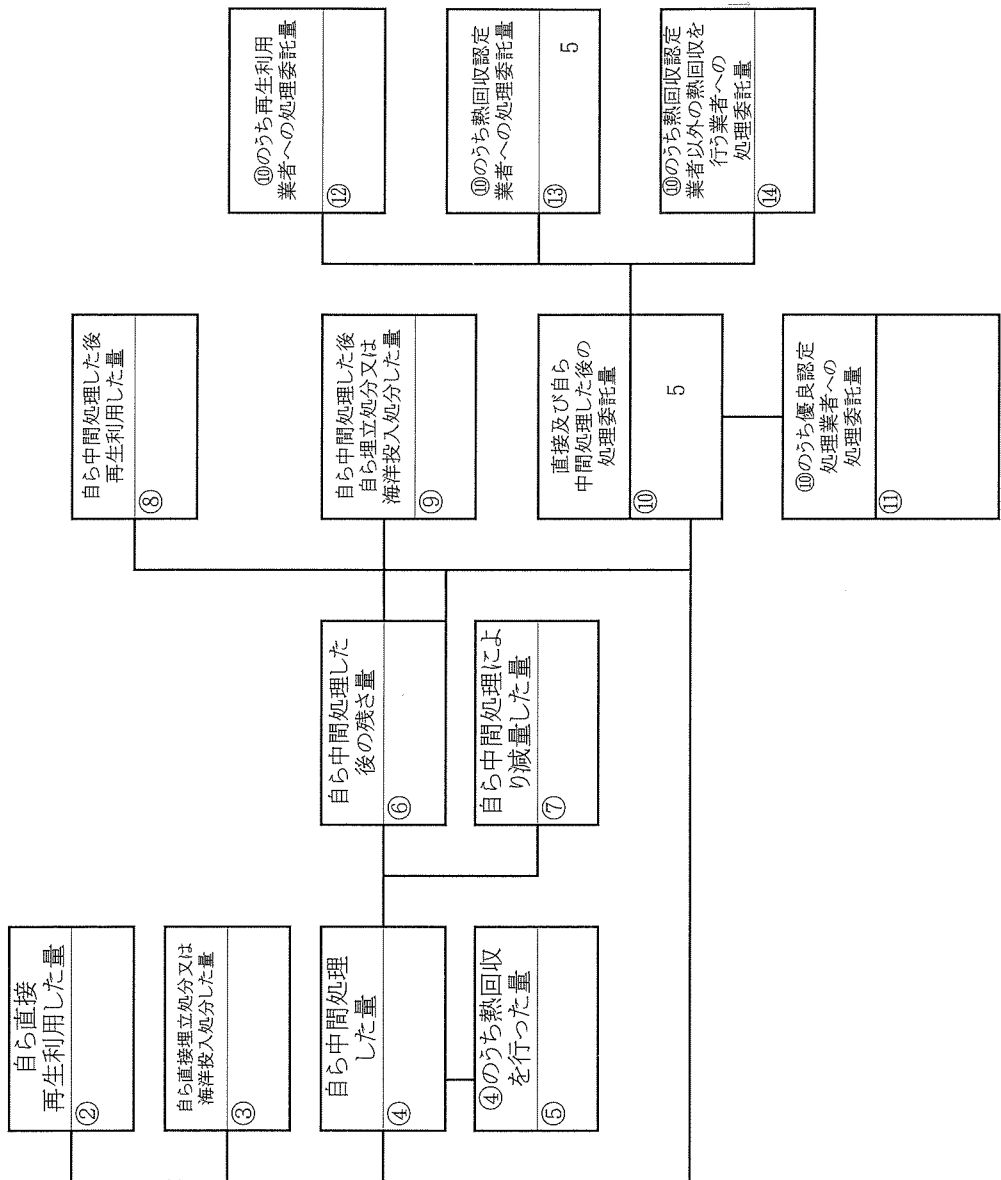 自ら直接
再生利用した量
②
自ら直接埋立処分又は
海洋投入処分した量
③
自ら中間処理
した量
④
④のうち熱回収
を行った量
⑤
自ら中間処理した
後の残さ量
⑥
自ら中間処理によ
り減量した量
⑦
自ら中間処理した後
再生利用した量
⑧
自ら中間処理した後
自ら埋立処分又は
海洋投入処分した量
⑨
直接及び自ら
中間処理した後の
処理委託量
⑩
5
⑩のうち優良認定
処理業者への
処理委託量
⑪
⑩のうち再生利用
業者への処理委託量
⑫
⑩のうち熱回収認定
業者への処理委託量
⑬
5
⑩のうち熱回収認定
業者以外の熱回収を
行う業者への
処理委託量
⑭